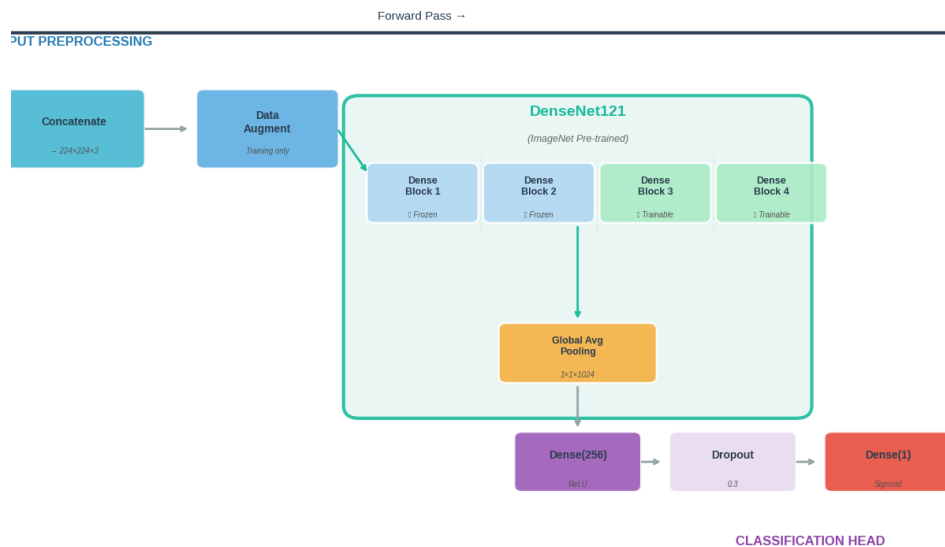 Forward Pass →
PUT PREPROCESSING
Concatenate
→ 224×224×3
Data
Augment
Training only
DenseNet121
(ImageNet Pre-trained)
Dense
Block 1
Frozen
Dense
Block 2
Frozen
Dense
Block 3
Trainable
Dense
Block 4
Trainable
Global Avg
Pooling
1×1×1024
Dense(256)
ReLU
Dropout
0.3
Dense(1)
Sigmoid
CLASSIFICATION HEAD